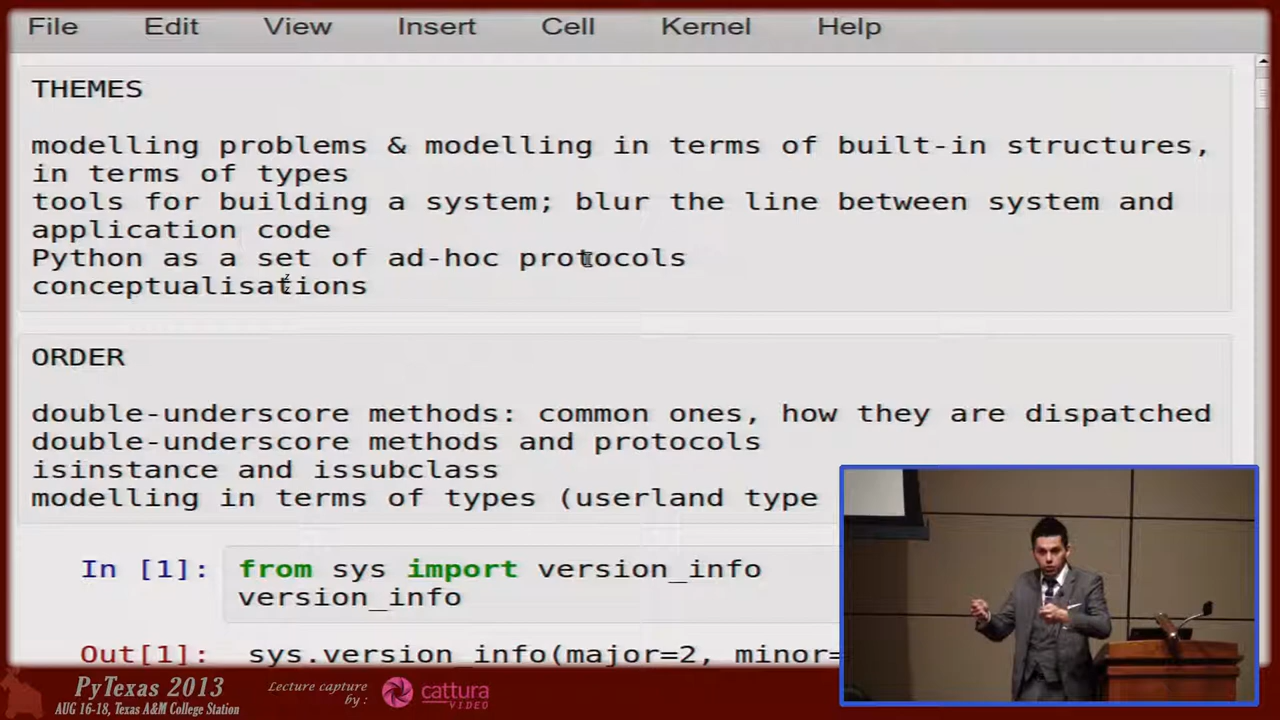 File Edit View Insert Cell Kernel Help
THEMES
modelling problems & modelling in terms of built-in structures,
in terms of types
tools for building a system; blur the line between system and
application code
Python as a set of ad-hoc protocols
conceptualisations
ORDER
double-underscore methods: common ones, how they are dispatched
double-underscore methods and protocols
isinstance and issubclass
modelling in terms of types (userland type
In [1]: from sys import version_info
version_info
Out[1]: sys.version_info(major=2, minor=
PyTexas 2013
AUG 16-18, Texas A&M College Station
Lecture capture
by :
cattura
VIDEO